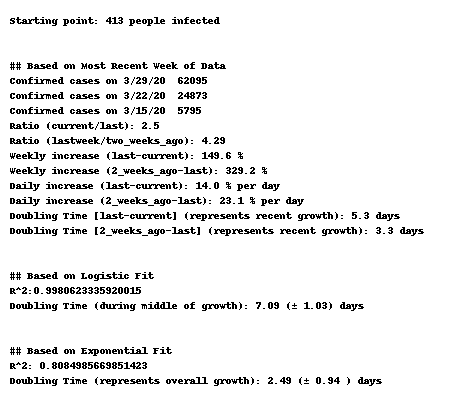 Starting point: 413 people infected
## Based on Most Recent Week of Data
Confirmed cases on 3/29/20 62095
Confirmed cases on 3/22/20 24873
Confirmed cases on 3/15/20 5795
Ratio (current/last): 2.5
Ratio (lastweek/two_weeks_ago): 4.29
Weekly increase (last-current): 149.6 %
Weekly increase (2_weeks_ago-last): 329.2 %
Daily increase (last-current): 14.0 % per day
Daily increase (2_weeks_ago-last): 23.1 % per day
Doubling Time [last-current] (represents recent growth): 5.3 days
Doubling Time [2_weeks_ago-last] (represents recent growth): 3.3 days
## Based on Logistic Fit
R^2:0.9980623335920015
Doubling Time (during middle of growth): 7.09 (± 1.03) days
## Based on Exponential Fit
R^2: 0.8084985669851423
Doubling Time (represents overall growth): 2.49 (± 0.94 ) days